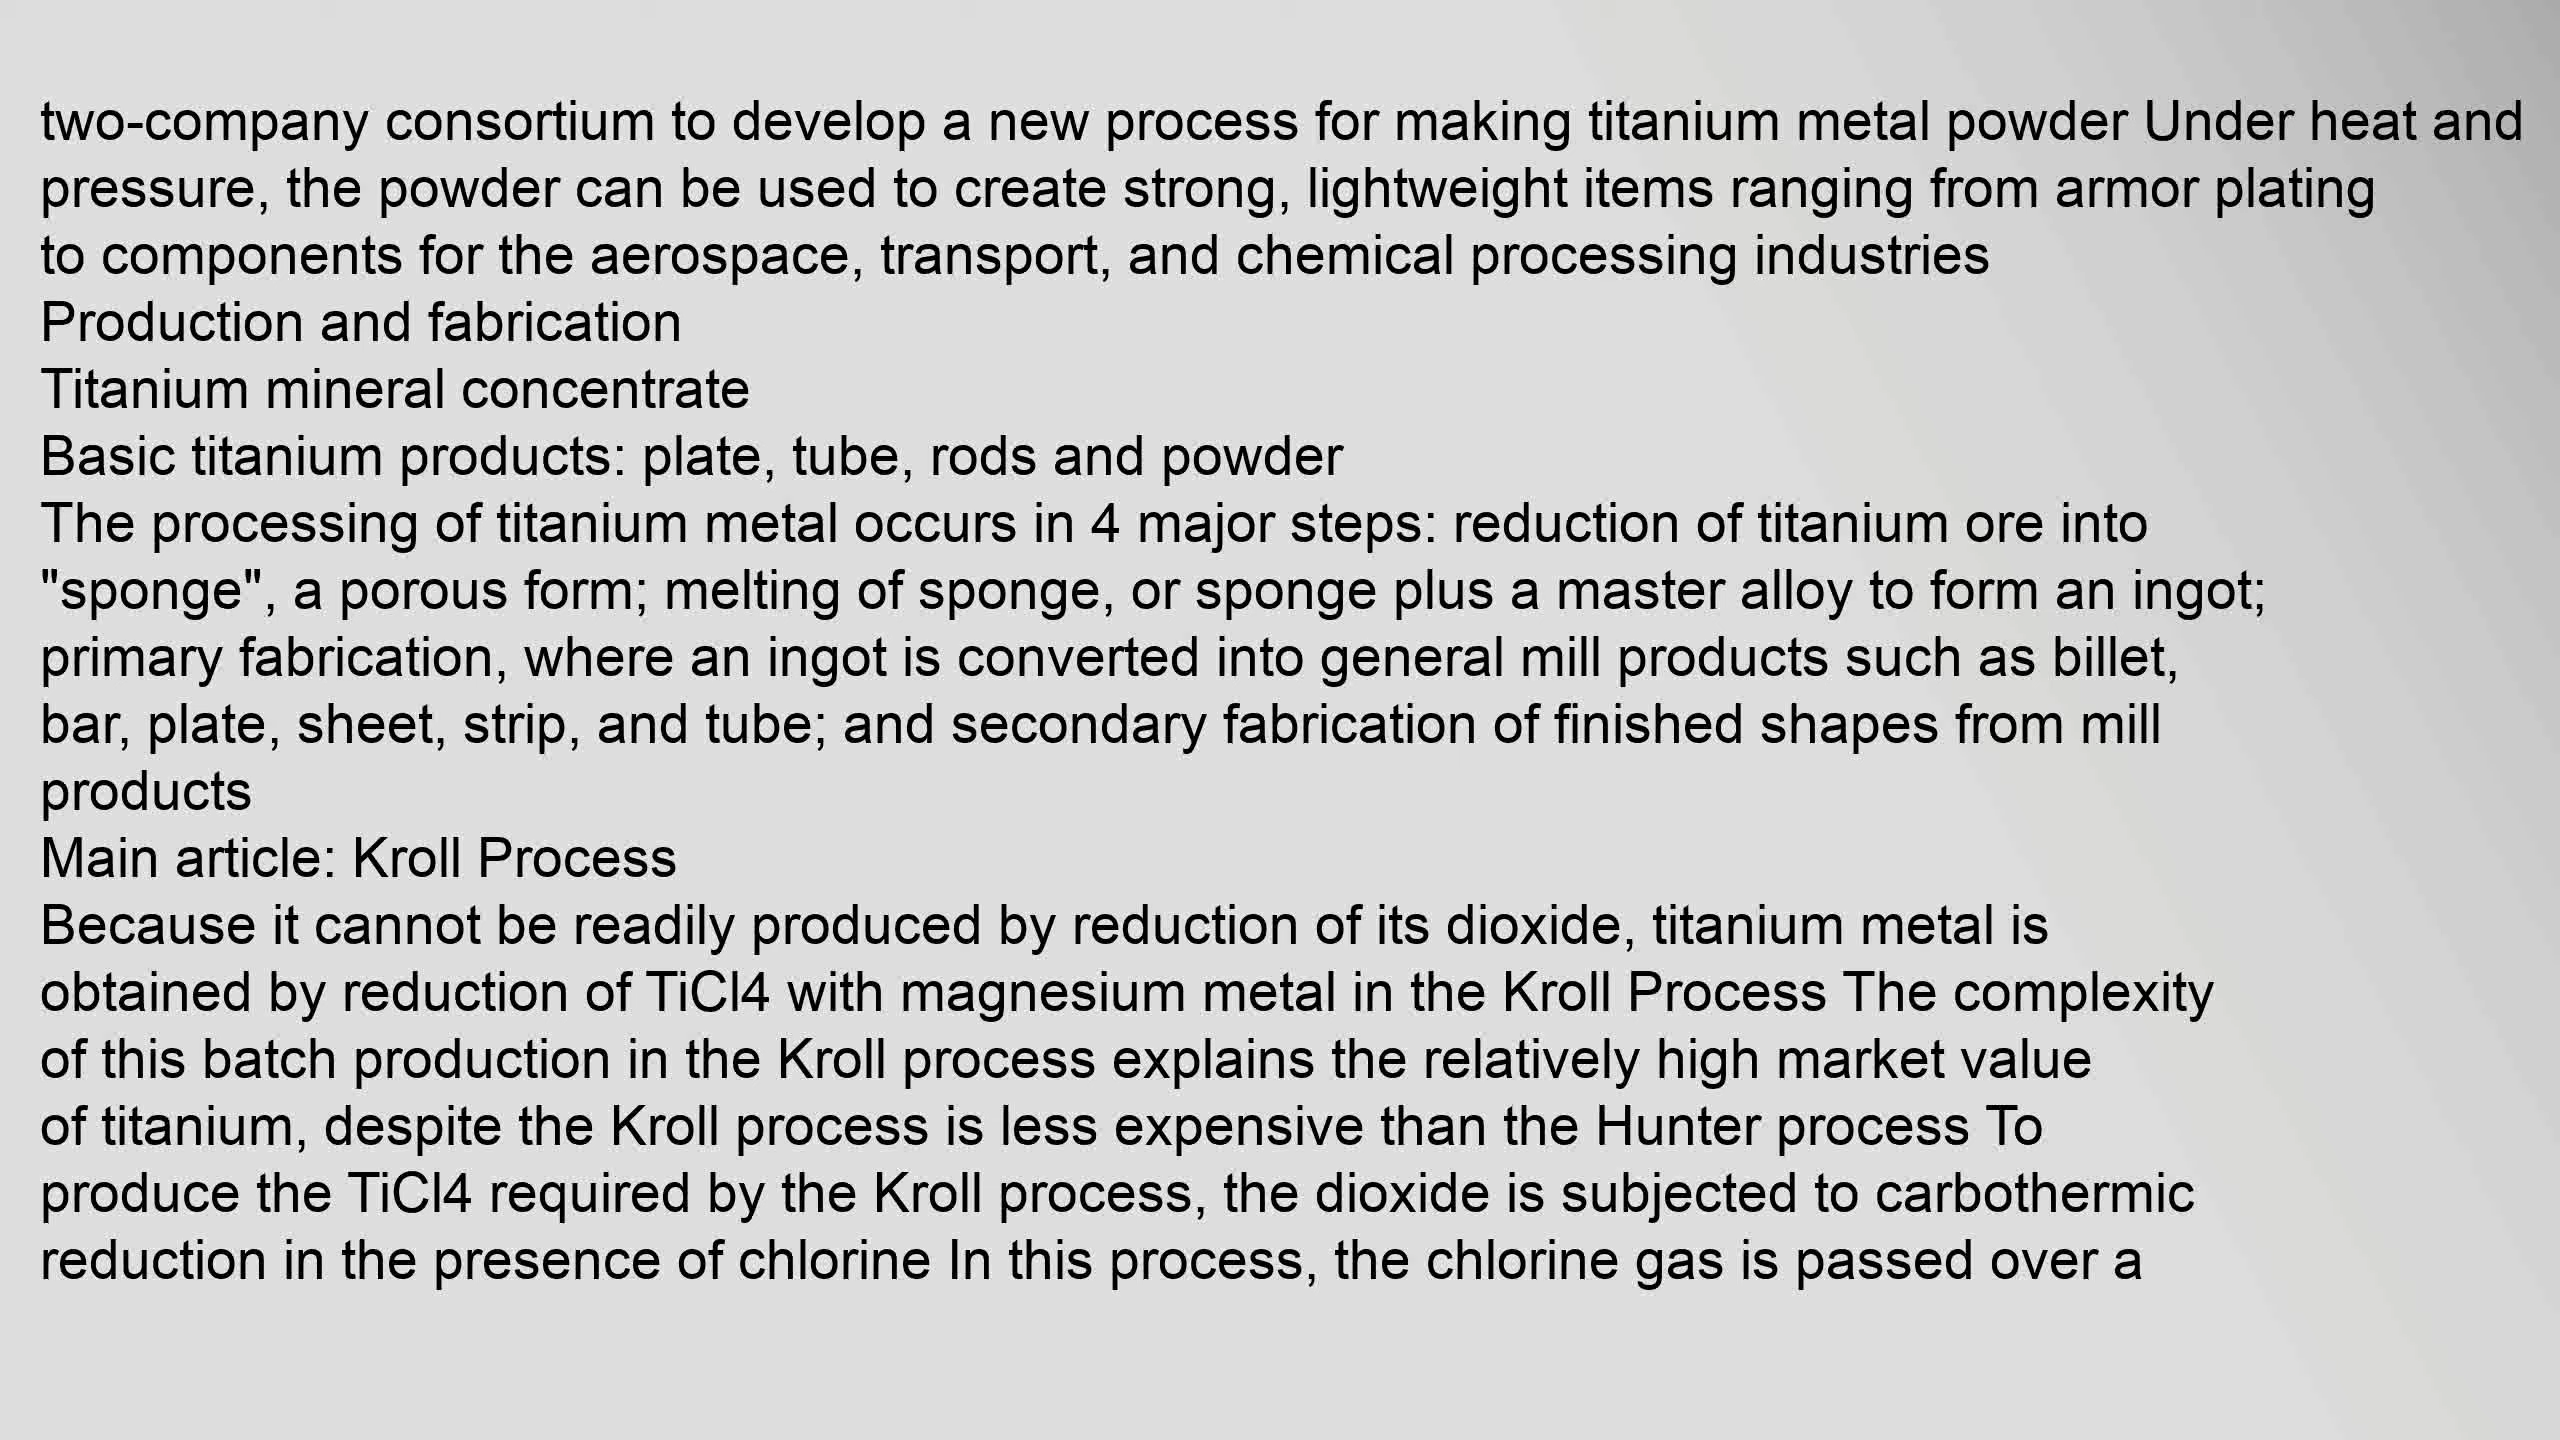 two-company consortium to develop a new process for making titanium metal powder Under heat and
pressure, the powder can be used to create strong, lightweight items ranging from armor plating
to components for the aerospace, transport, and chemical processing industries
Production and fabrication
Titanium mineral concentrate
Basic titanium products: plate, tube, rods and powder
The processing of titanium metal occurs in 4 major steps: reduction of titanium ore into
"sponge", a porous form; melting of sponge, or sponge plus a master alloy to form an ingot;
primary fabrication, where an ingot is converted into general mill products such as billet,
bar, plate, sheet, strip, and tube; and secondary fabrication of finished shapes from mill
products
Main article: Kroll Process
Because it cannot be readily produced by reduction of its dioxide, titanium metal is
obtained by reduction of TiCl4 with magnesium metal in the Kroll Process The complexity
of this batch production in the Kroll process explains the relatively high market value
of titanium, despite the Kroll process is less expensive than the Hunter process To
produce the TiCl4 required by the Kroll process, the dioxide is subjected to carbothermic
reduction in the presence of chlorine In this process, the chlorine gas is passed over a